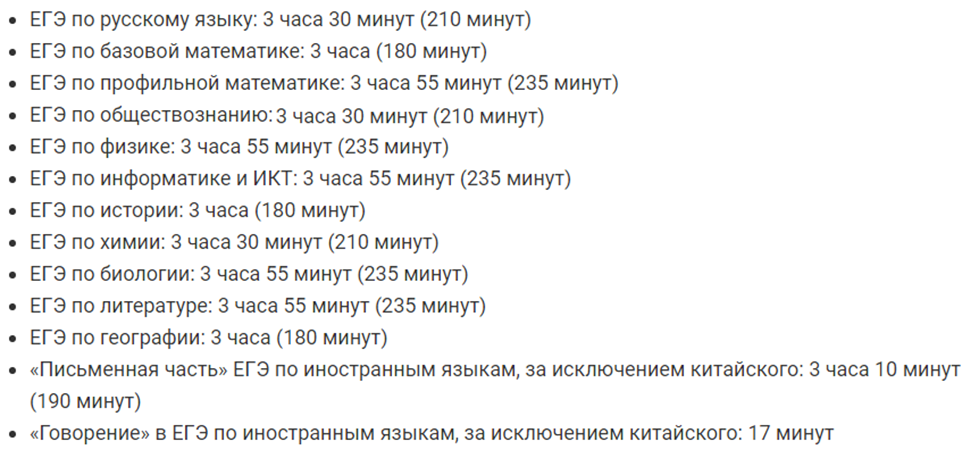 ЕГЭ по русскому языку: 3 часа 30 минут (210 минут)
ЕГЭ по базовой математике: 3 часа (180 минут)
ЕГЭ по профильной математике: 3 часа 55 минут (235 минут)
ЕГЭ по обществознанию: 3 часа 30 минут (210 минут)
ЕГЭ по физике: 3 часа 55 минут (235 минут)
ЕГЭ по информатике и ИКТ: 3 часа 55 минут (235 минут)
ЕГЭ по истории: 3 часа (180 минут)
ЕГЭ по химии: 3 часа 30 минут (210 минут)
ЕГЭ по биологии: 3 часа 55 минут (235 минут)
ЕГЭ по литературе: 3 часа 55 минут (235 минут)
ЕГЭ по географии: 3 часа (180 минут)
«Письменная часть» ЕГЭ по иностранным языкам, за исключением китайского: 3 часа 10 минут
(190 минут)
«Говорение» в ЕГЭ по иностранным языкам, за исключением китайского: 17 минут